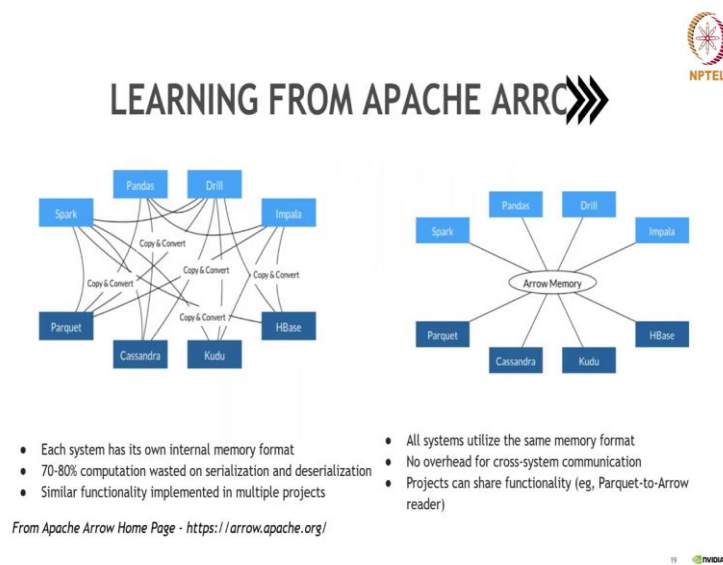 NPTEL
LEARNING FROM APACHE ARRC
Pandas
Drill
Spark
Impala
Copy & Convert
Copy & Convert
Copy & Convert
Copy & Convert
Copy & Convert
Parquet
HBase
Cassandra
Kudu
Pandas
Drill
Spark
Impala
Arrow Memory
Parquet
HBase
Cassandra
Kudu
● Each system has its own internal memory format
● 70-80% computation wasted on serialization and deserialization
● Similar functionality implemented in multiple projects
From Apache Arrow Home Page - https://arrow.apache.org/
● All systems utilize the same memory format
● No overhead for cross-system communication
● Projects can share functionality (eg, Parquet-to-Arrow
reader)
19
NVIDIA